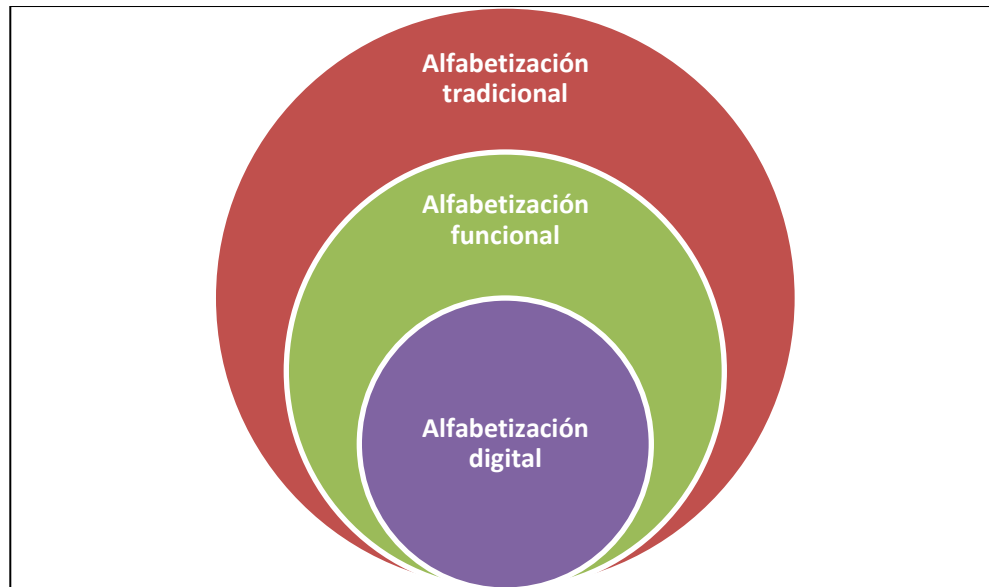 Alfabetización
tradicional
Alfabetización
funcional
Alfabetización
digital